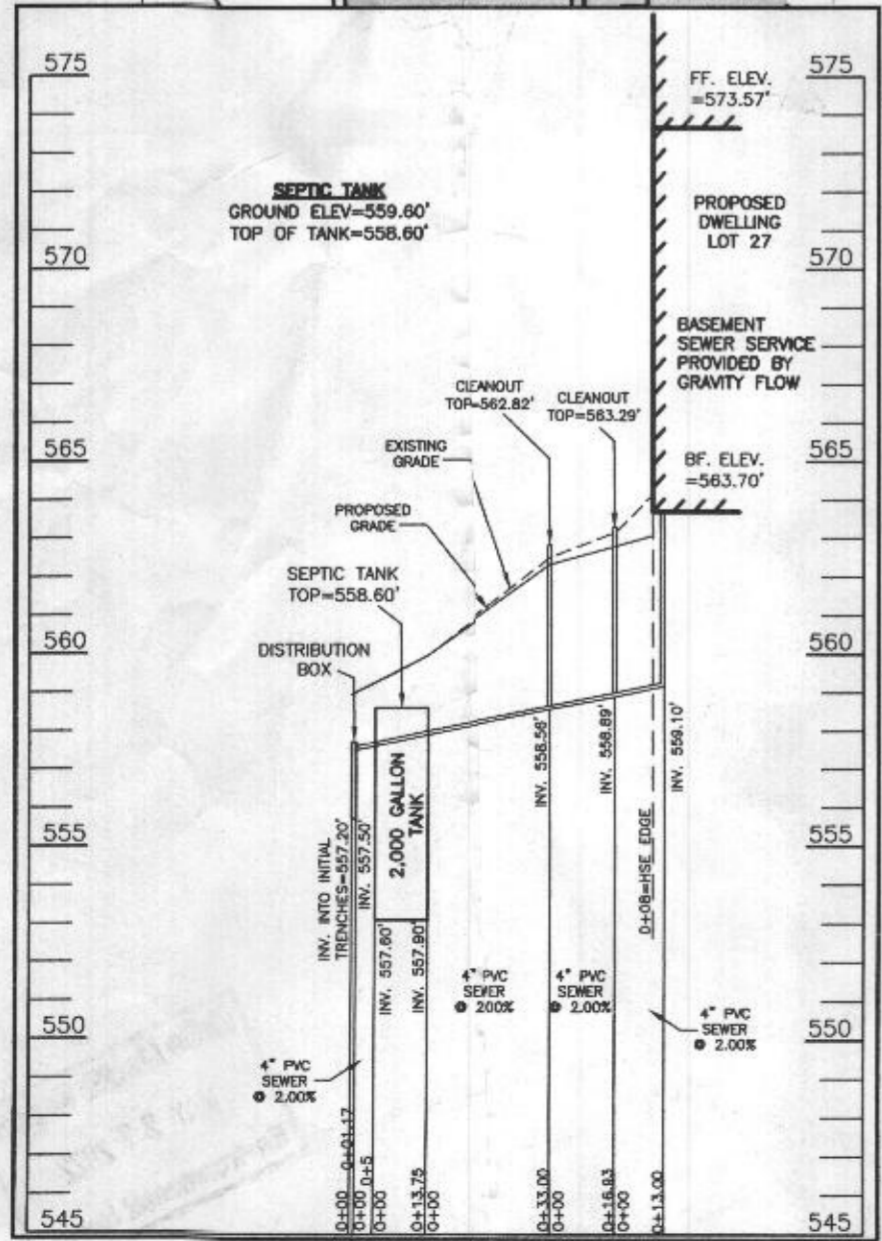 575
575
FF. ELEV.
=573.57'
SEPTIC TANK
GROUND ELEV=559.60'
TOP OF TANK=558.60'
PROPOSED
DWELLING
LOT 27
570
570
BASEMENT
SEWER SERVICE
PROVIDED BY
GRAVITY FLOW
CLEANOUT
TOP=562.82'
CLEANOUT
TOP=563.29'
565
565
EXISTING
GRADE
BF. ELEV.
=563.70'
PROPOSED
GRADE
SEPTIC TANK
TOP=558.60'
560
560
DISTRIBUTION
BOX
INV. INTO INITIAL
TRENCHES=557.20'
INV. 557.50'
2,000 GALLON
TANK
INV. 557.60'
INV. 557.90'
INV. 558.56'
INV. 558.89'
0+08=HSE EDGE
INV. 559.10'
555
555
4" PVC
SEWER
@ 200%
4" PVC
SEWER
@ 2.00%
4" PVC
SEWER
@ 2.00%
550
550
4" PVC
SEWER
@ 2.00%
545
545
0+00
0+01.17
0+00
0+5
0+00
0+13.75
0+00
0+33.00
0+00
0+16.93
0+00
0+13.00